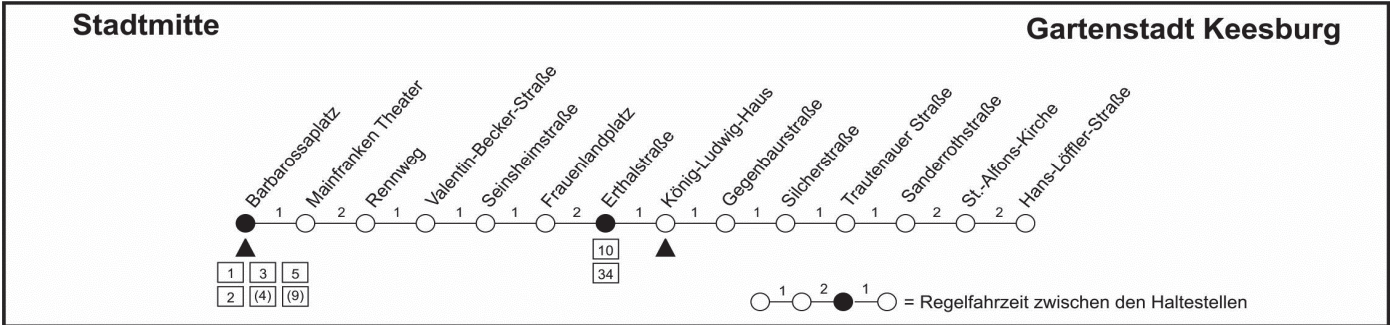 Stadtmitte
Gartenstadt Keesburg
Barbarossaplatz
Mainfranken Theater
Rennweg
Valentin-Becker-Straße
Seinsheimstraße
Frauenlandplatz
Erthalstraße
König-Ludwig-Haus
Gegenbaurstraße
Silcherstraße
Trautenauer Straße
Sanderrothstraße
St.-Alfons-Kirche
Hans-Löffler-Straße
1 2 1 1 1 2 1 1 1 1 1 2 2
1 3 5
2 (4) (9)
10
34
1 2 1
= Regelfahrzeit zwischen den Haltestellen